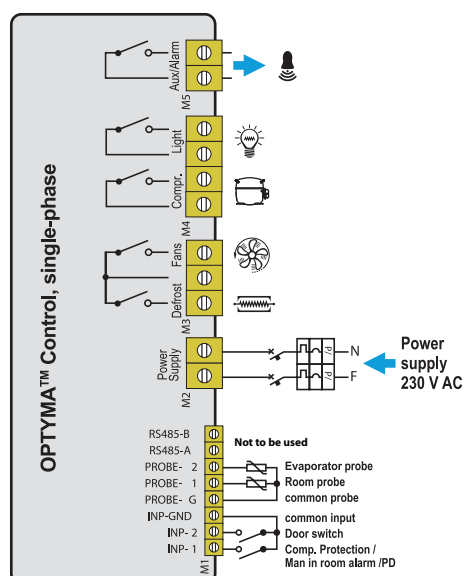 OPTYMA™ Control, single-phase
Aux/Alarm
M5
Light
Compr.
M4
Fans
Defrost
M3
Power
Supply
M2
N
F
P/
P/
Power
supply
230 V AC
RS485-B
RS485-A
Not to be used
PROBE- 2
Evaporator probe
PROBE- 1
Room probe
PROBE- G
common probe
INP-GND
common input
INP- 2
Door switch
INP- 1
Comp. Protection /
Man in room alarm /PD
M1